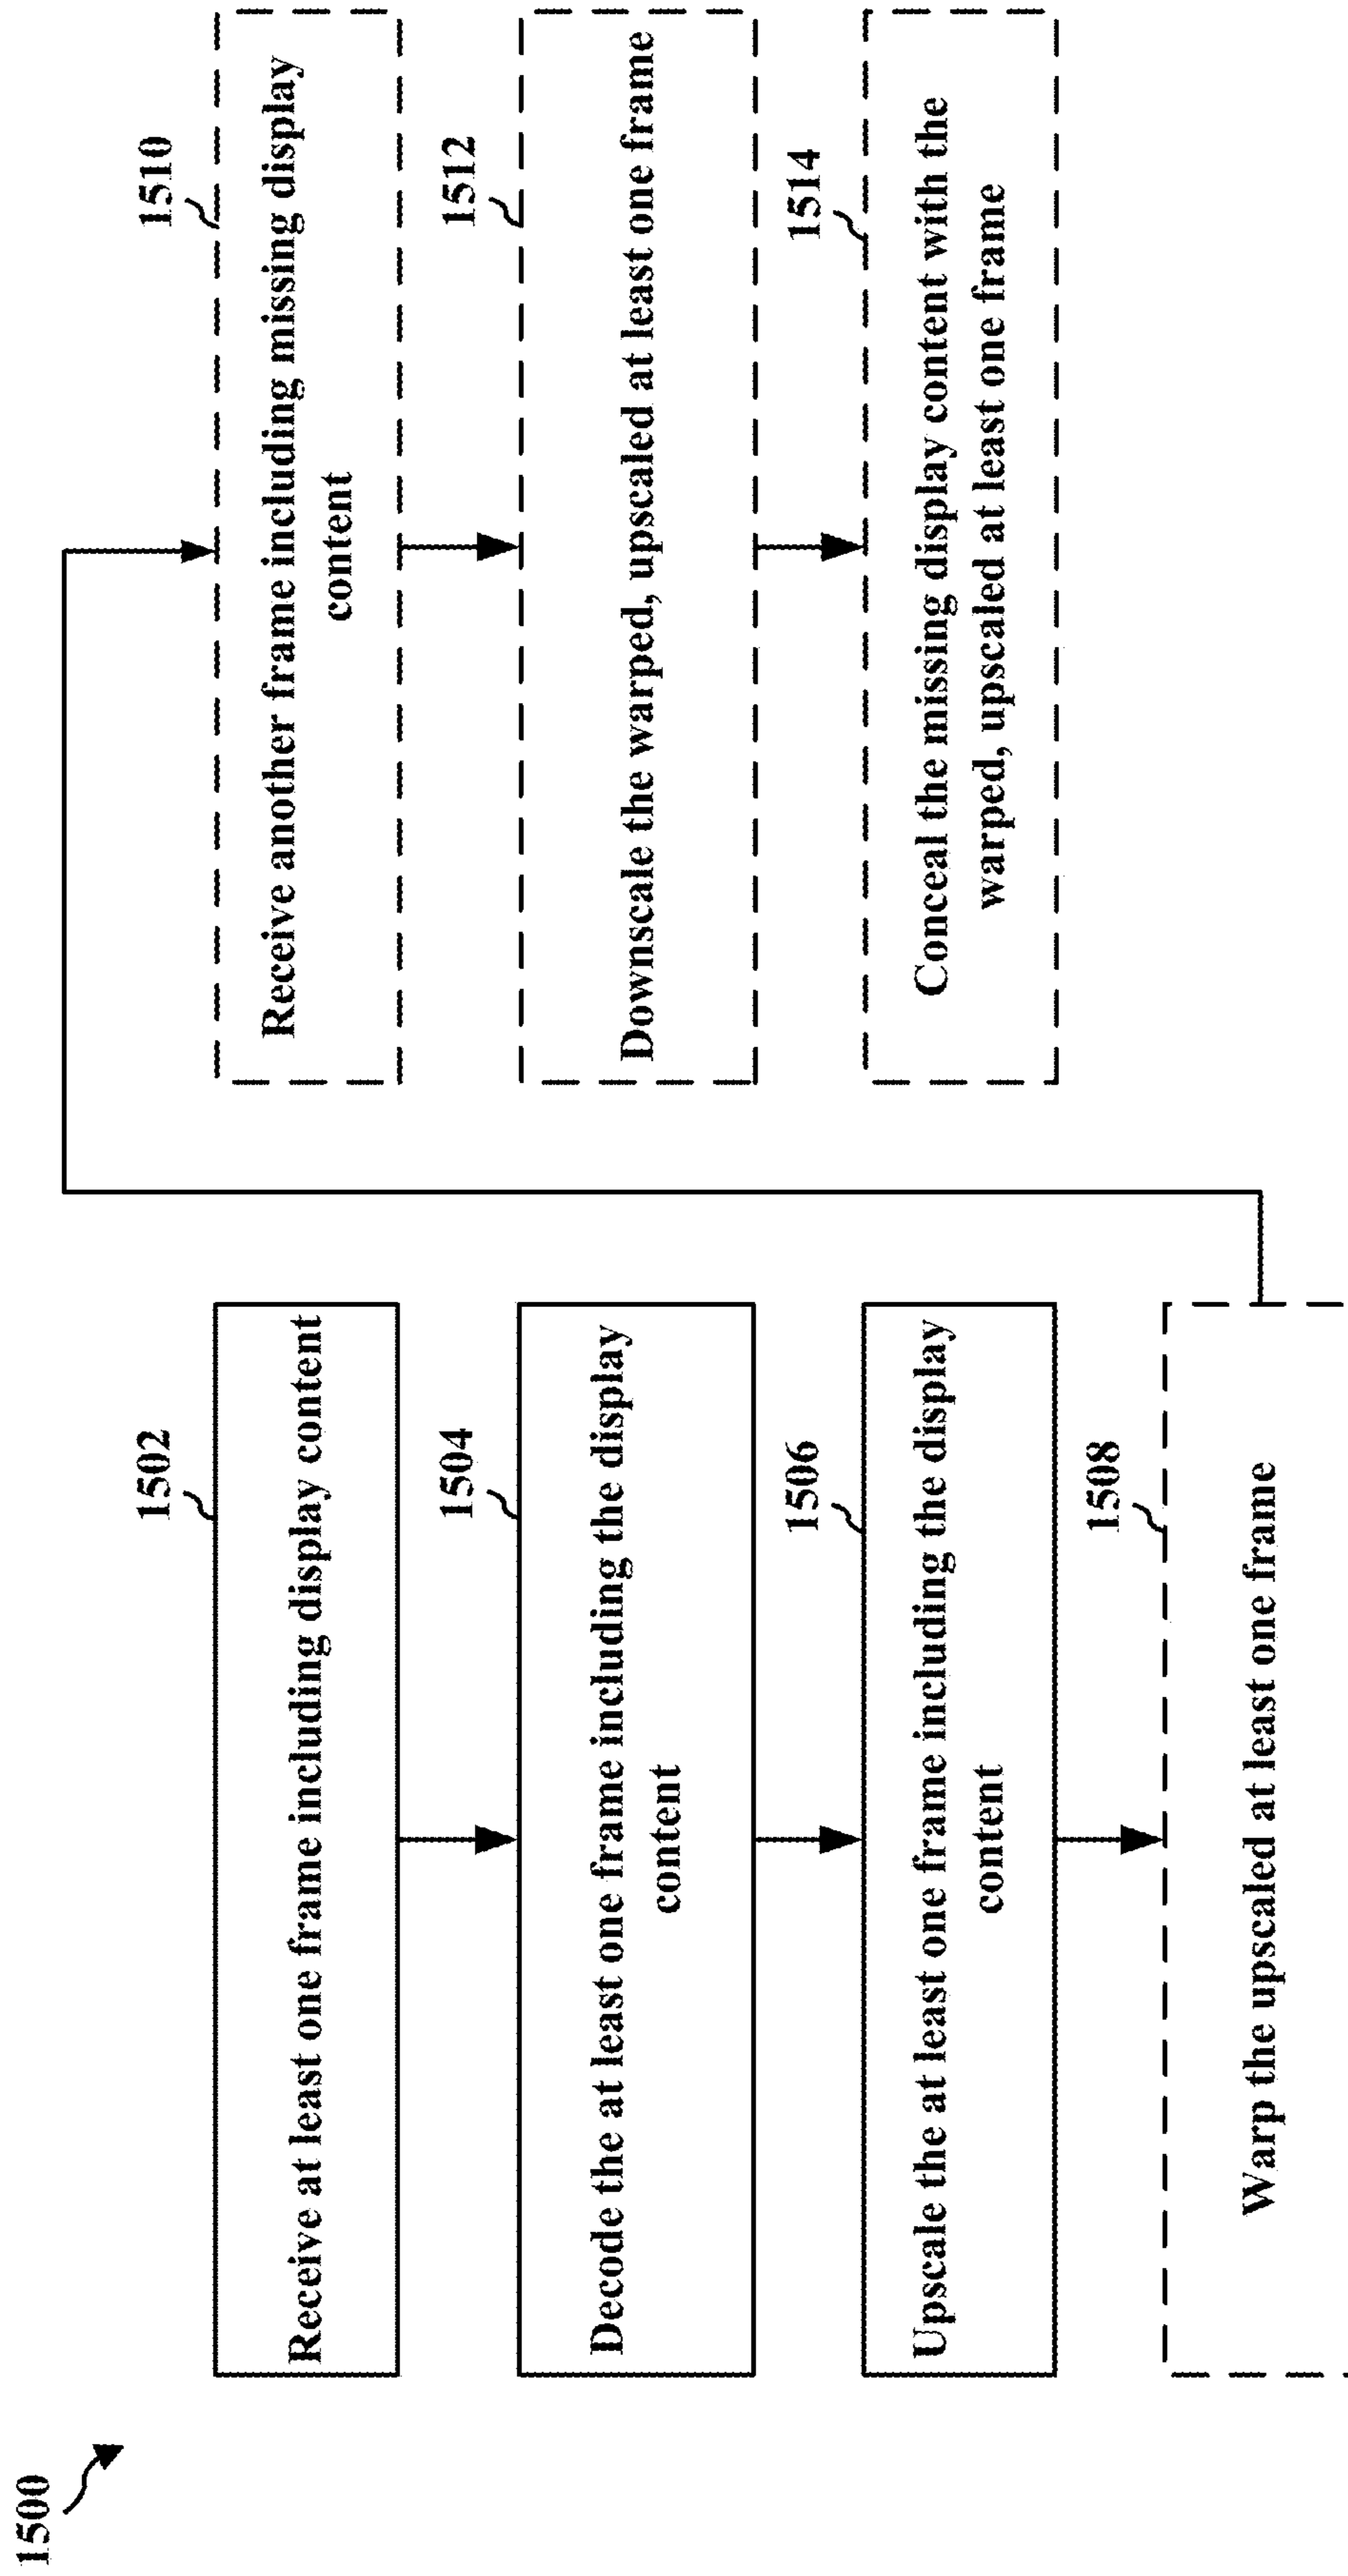 1500
1502
Receive at least one frame including display content
1504
Decode the at least one frame including the display
content
1506
Upscale the at least one frame including the display
content
1508
Warp the upscaled at least one frame
1510
Receive another frame including missing display
content
1512
Downscale the warped, upscaled at least one frame
1514
Conceal the missing display content with the
warped, upscaled at least one frame